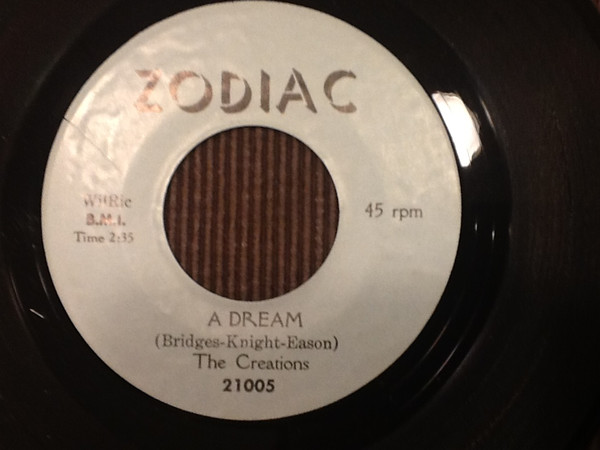 ZODIAC
B.M.I.
Time 2:35
45 rpm
A DREAM
(Bridges-Knight-Eason)
The Creations
21005